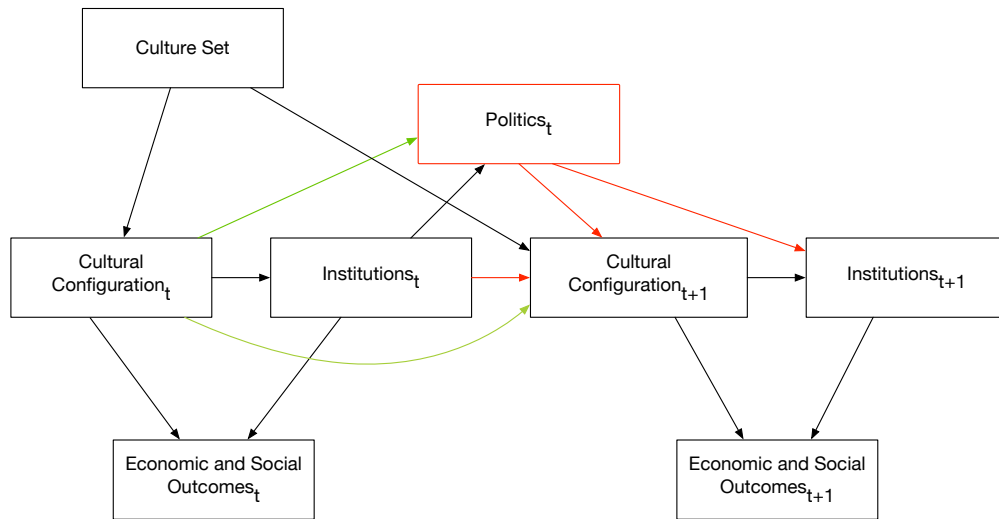 Culture Set
Politics_t
Cultural
Configuration_t
Institutions_t
Cultural
Configuration_t+1
Institutions_t+1
Economic and Social
Outcomes_t
Economic and Social
Outcomes_t+1